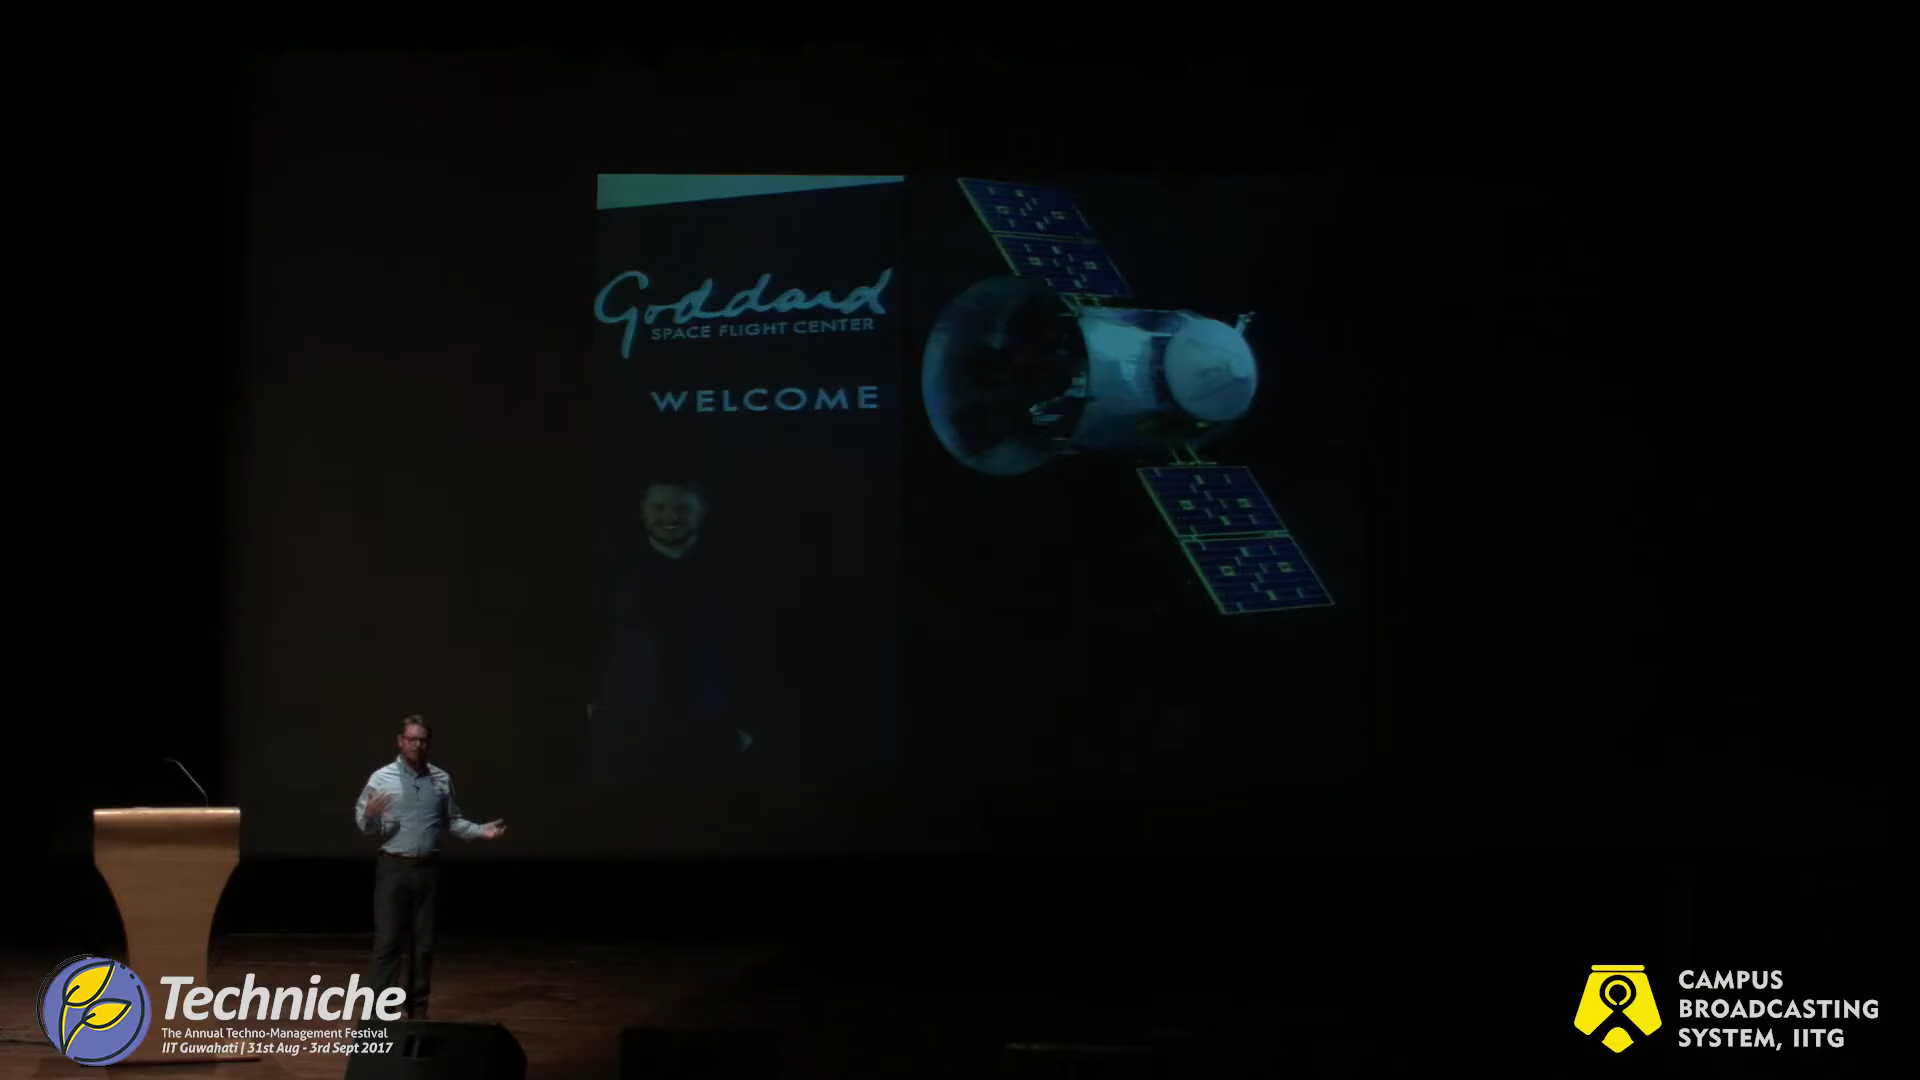 Goddard
SPACE FLIGHT CENTER
WELCOME
Techniche
The Annual Techno-Management Festival
IIT Guwahati | 31st Aug - 3rd Sept 2017
CAMPUS
BROADCASTING
SYSTEM, IITG